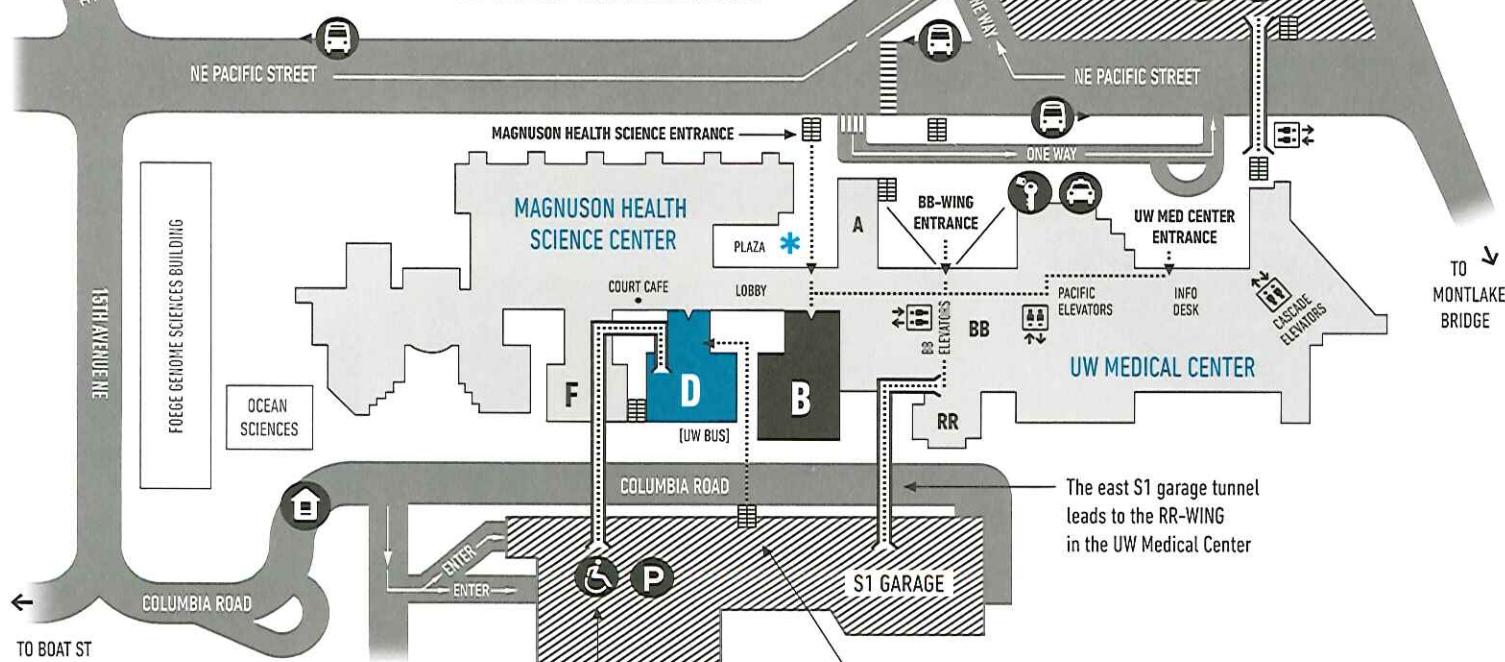 NE PACIFIC STREET
ONE WAY
NE PACIFIC STREET
MAGNUSON HEALTH SCIENCE ENTRANCE
ONE WAY
MAGNUSON HEALTH
SCIENCE CENTER
PLAZA
*
A
BB-WING
ENTRANCE
UW MED CENTER
ENTRANCE
TO
MONTLAKE
BRIDGE
15TH AVENUE NE
FOEGE GENOME SCIENCES BUILDING
OCEAN
SCIENCES
COURT CAFE
LOBBY
BB
ELEVATORS
BB
PACIFIC
ELEVATORS
INFO
DESK
CASCADE
ELEVATORS
UW MEDICAL CENTER
F
D
B
RR
[UW BUS]
COLUMBIA ROAD
The east S1 garage tunnel
leads to the RR-WING
in the UW Medical Center
ENTER
ENTER
P
S1 GARAGE
COLUMBIA ROAD
TO BOAT ST